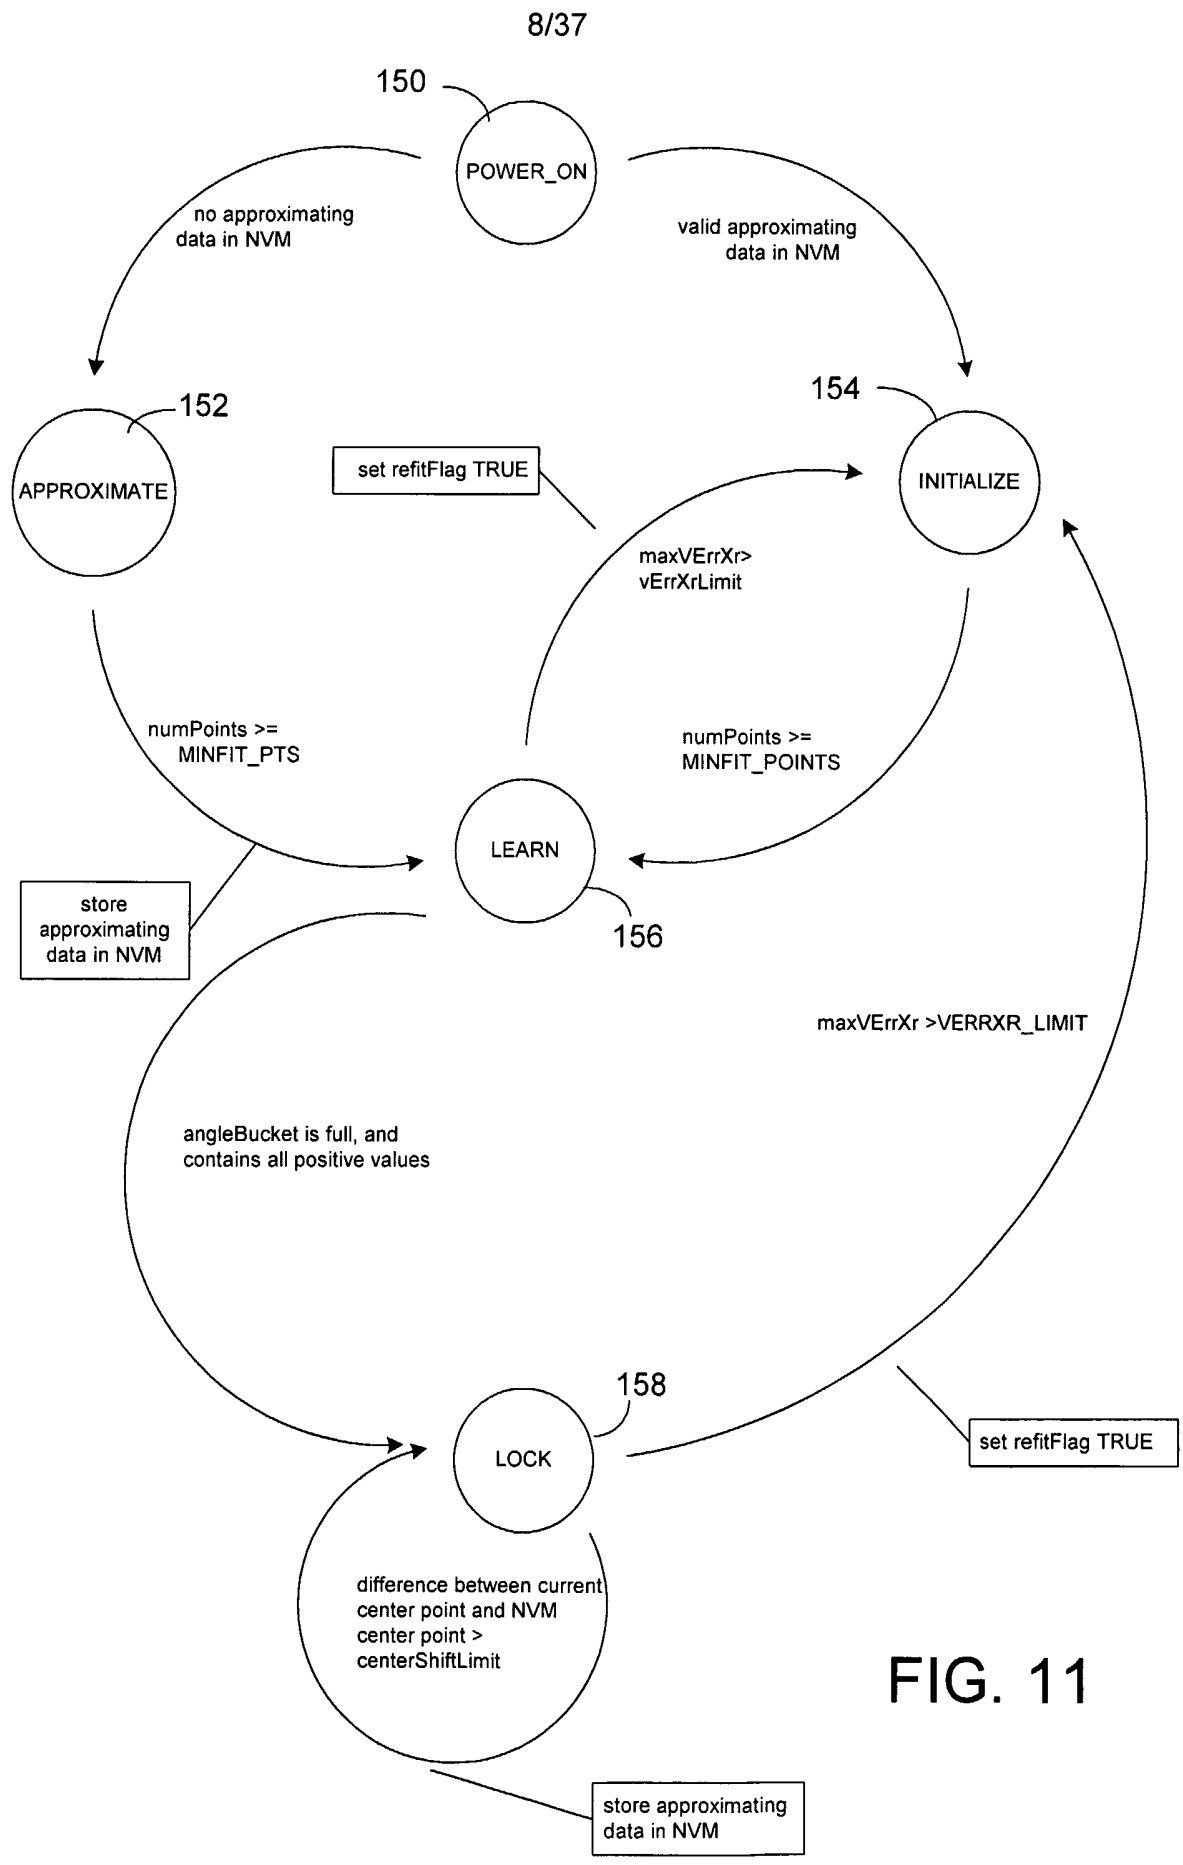 8/37
150
POWER_ON
no approximating
data in NVM
valid approximating
data in NVM
152
154
APPROXIMATE
set refitFlag TRUE
INITIALIZE
maxVErrXr>
vErrXrLimit
numPoints >=
MINFIT_PTS
numPoints >=
MINFIT_POINTS
LEARN
156
store
approximating
data in NVM
maxVErrXr >VERRXR_LIMIT
angleBucket is full, and
contains all positive values
158
LOCK
set refitFlag TRUE
difference between current
center point and NVM
center point >
centerShiftLimit
FIG. 11
store approximating
data in NVM